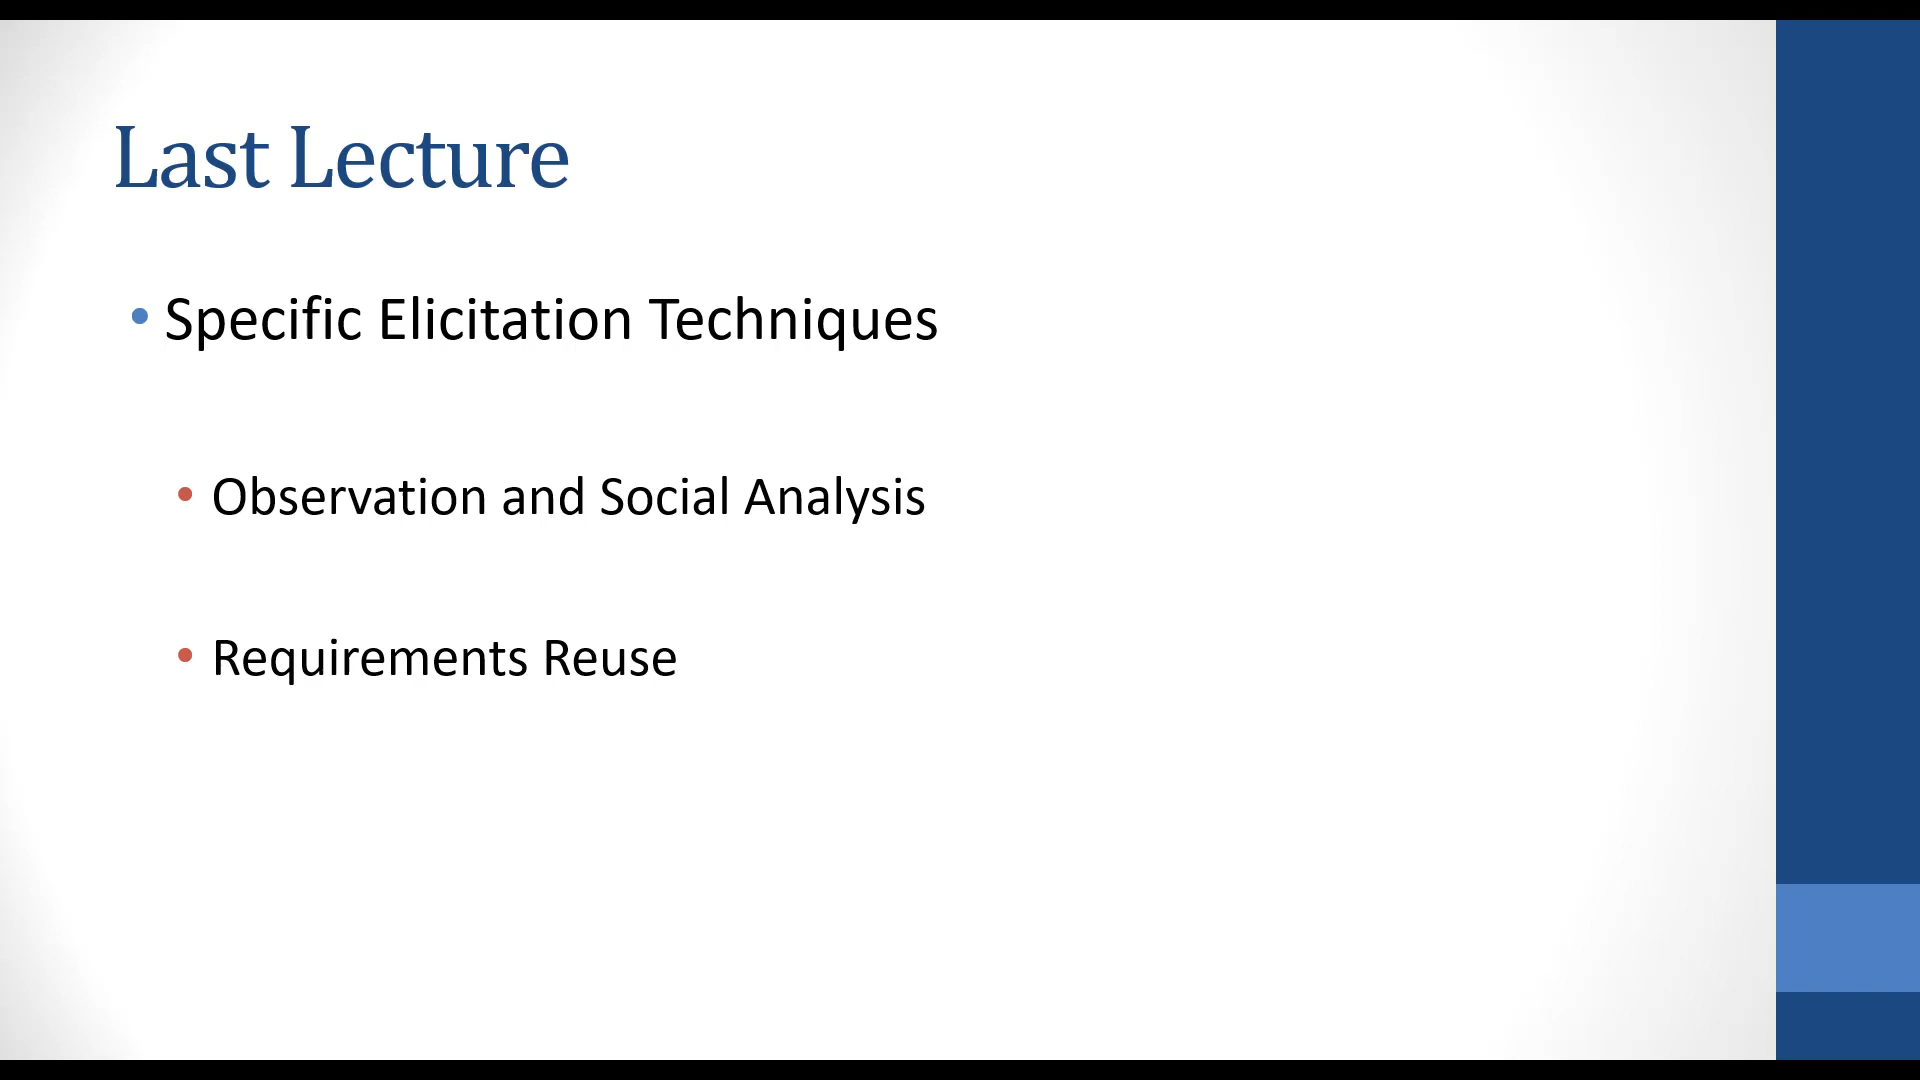 Last Lecture
• Specific Elicitation Techniques
• Observation and Social Analysis
• Requirements Reuse